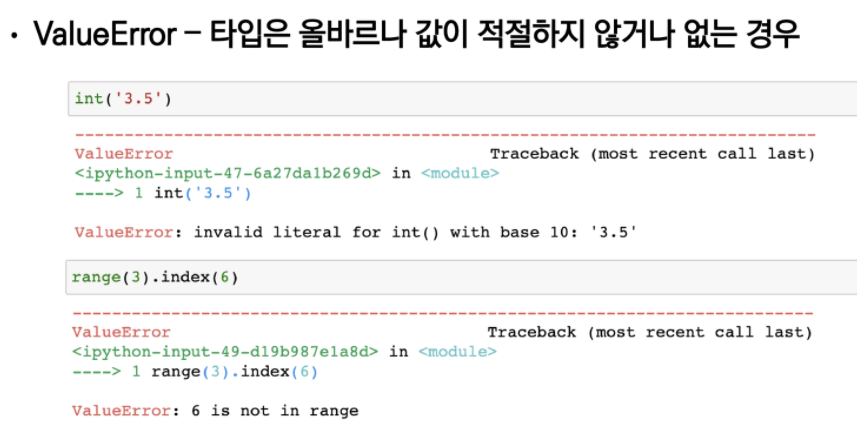 • ValueError – 타입은 올바르나 값이 적절하지 않거나 없는 경우
int('3.5')
---------------------------------------------------------------------------
ValueError Traceback (most recent call last)
<ipython-input-47-6a27da1b269d> in <module>
----> 1 int('3.5')
ValueError: invalid literal for int() with base 10: '3.5'
range(3).index(6)
---------------------------------------------------------------------------
ValueError Traceback (most recent call last)
<ipython-input-49-d19b987e1a8d> in <module>
----> 1 range(3).index(6)
ValueError: 6 is not in range